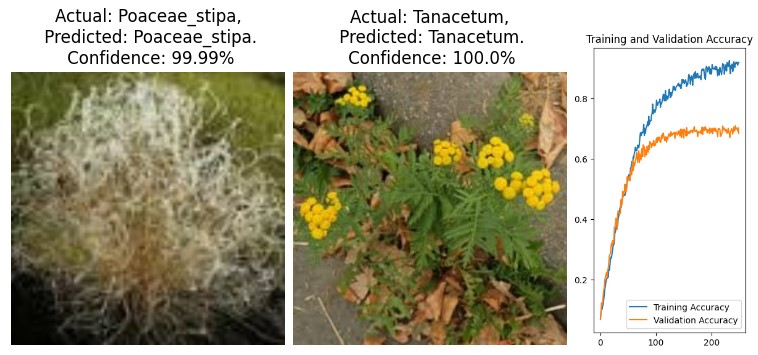 Actual: Poaceae_stipa,
Predicted: Poaceae_stipa.
Confidence: 99.99%
Actual: Tanacetum,
Predicted: Tanacetum.
Confidence: 100.0%
Training and Validation Accuracy
0.8
0.6
0.4
0.2
Training Accuracy
Validation Accuracy
0
100
200